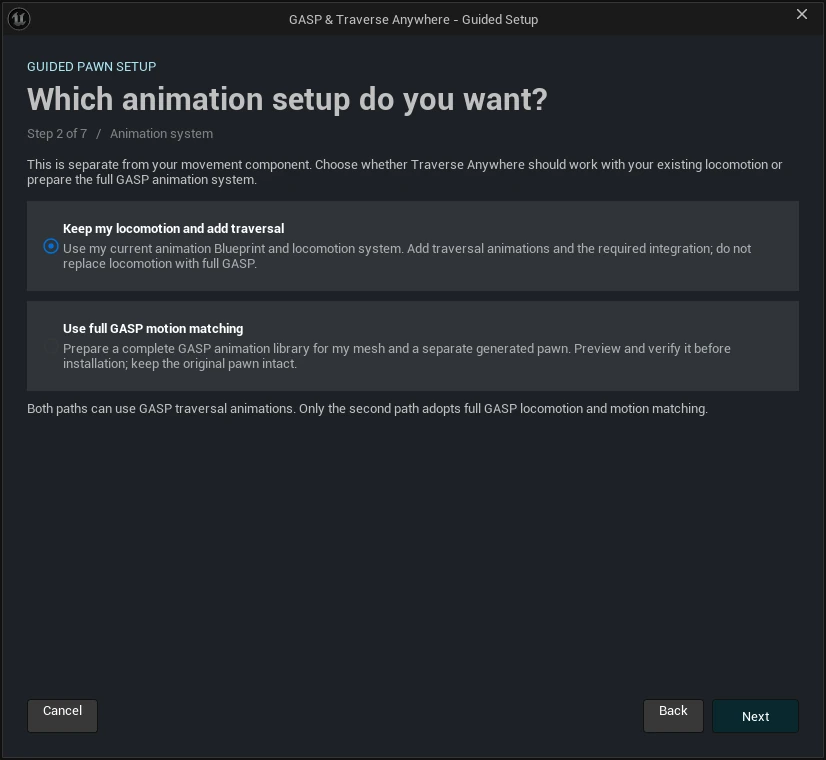 GASP & Traverse Anywhere - Guided Setup
GUIDED PAWN SETUP
Which animation setup do you want?
Step 2 of 7 / Animation system
This is separate from your movement component. Choose whether Traverse Anywhere should work with your existing locomotion or
prepare the full GASP animation system.
Keep my locomotion and add traversal
Use my current animation Blueprint and locomotion system. Add traversal animations and the required integration; do not
replace locomotion with full GASP.
Use full GASP motion matching
Prepare a complete GASP animation library for my mesh and a separate generated pawn. Preview and verify it before
installation; keep the original pawn intact.
Both paths can use GASP traversal animations. Only the second path adopts full GASP locomotion and motion matching.
Cancel
Back
Next